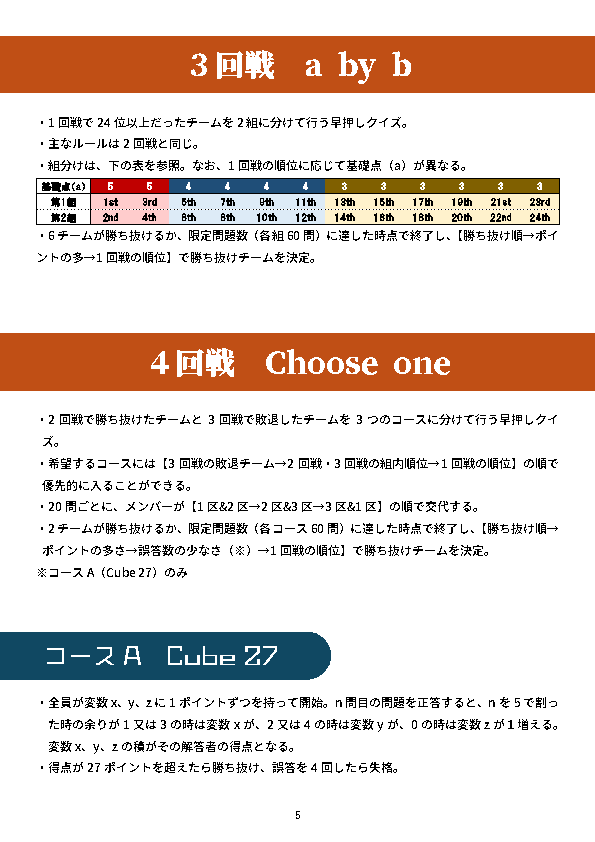 ３回戦　a by b
・1回戦で24位以上だったチームを2組に分けて行う早押しクイズ。
・主なルールは2回戦と同じ。
・組分けは、下の表を参照。なお、1回戦の順位に応じて基礎点（a）が異なる。
基礎点(a) 5 5 4 4 4 4 3 3 3 3 3 3
第1組 1st 3rd 5th 7th 9th 11th 13th 15th 17th 19th 21st 23rd
第2組 2nd 4th 6th 8th 10th 12th 14th 16th 18th 20th 22nd 24th
・6チームが勝ち抜けるか、限定問題数（各組60問）に達した時点で終了し、【勝ち抜け順→ポイ
ントの多→1回戦の順位】で勝ち抜けチームを決定。
４回戦　Choose one
・2回戦で勝ち抜けたチームと3回戦で敗退したチームを3つのコースに分けて行う早押しクイ
ズ。
・希望するコースには【3回戦の敗退チーム→2回戦・3回戦の組内順位→1回戦の順位】の順で
優先的に入ることができる。
・20問ごとに、メンバーが【1区&2区→2区&3区→3区&1区】の順で交代する。
・2チームが勝ち抜けるか、限定問題数（各コース60問）に達した時点で終了し、【勝ち抜け順→
ポイントの多さ→誤答数の少なさ（※）→1回戦の順位】で勝ち抜けチームを決定。
※コースA（Cube 27）のみ
コースA　Cube 27
・全員が変数x、y、zに1ポイントずつを持って開始。n問目の問題を正答すると、nを5で割っ
た時の余りが1又は3の時は変数xが、2又は4の時は変数yが、0の時は変数zが1増える。
変数x、y、zの積がその解答者の得点となる。
・得点が27ポイントを超えたら勝ち抜け、誤答を4回したら失格。
5